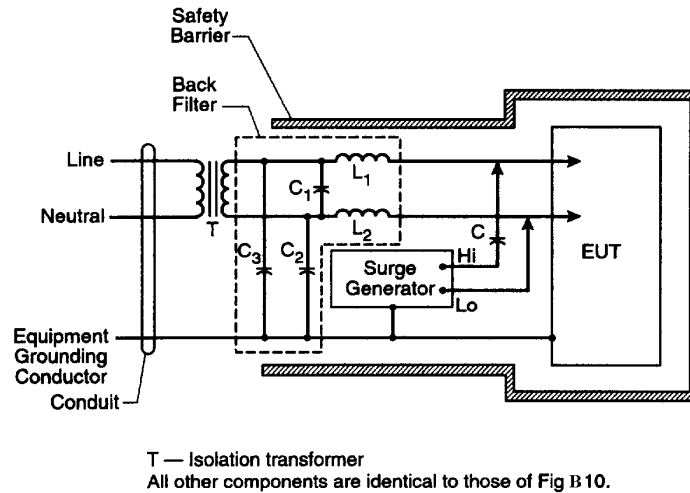 Safety
Barrier
Back
Filter
Line
L1
C1
Neutral
T
L2
C3
C2
C
Hi
Surge
Generator
Lo
EUT
Equipment
Grounding
Conductor
Conduit
T — Isolation transformer
All other components are identical to those of Fig B10.